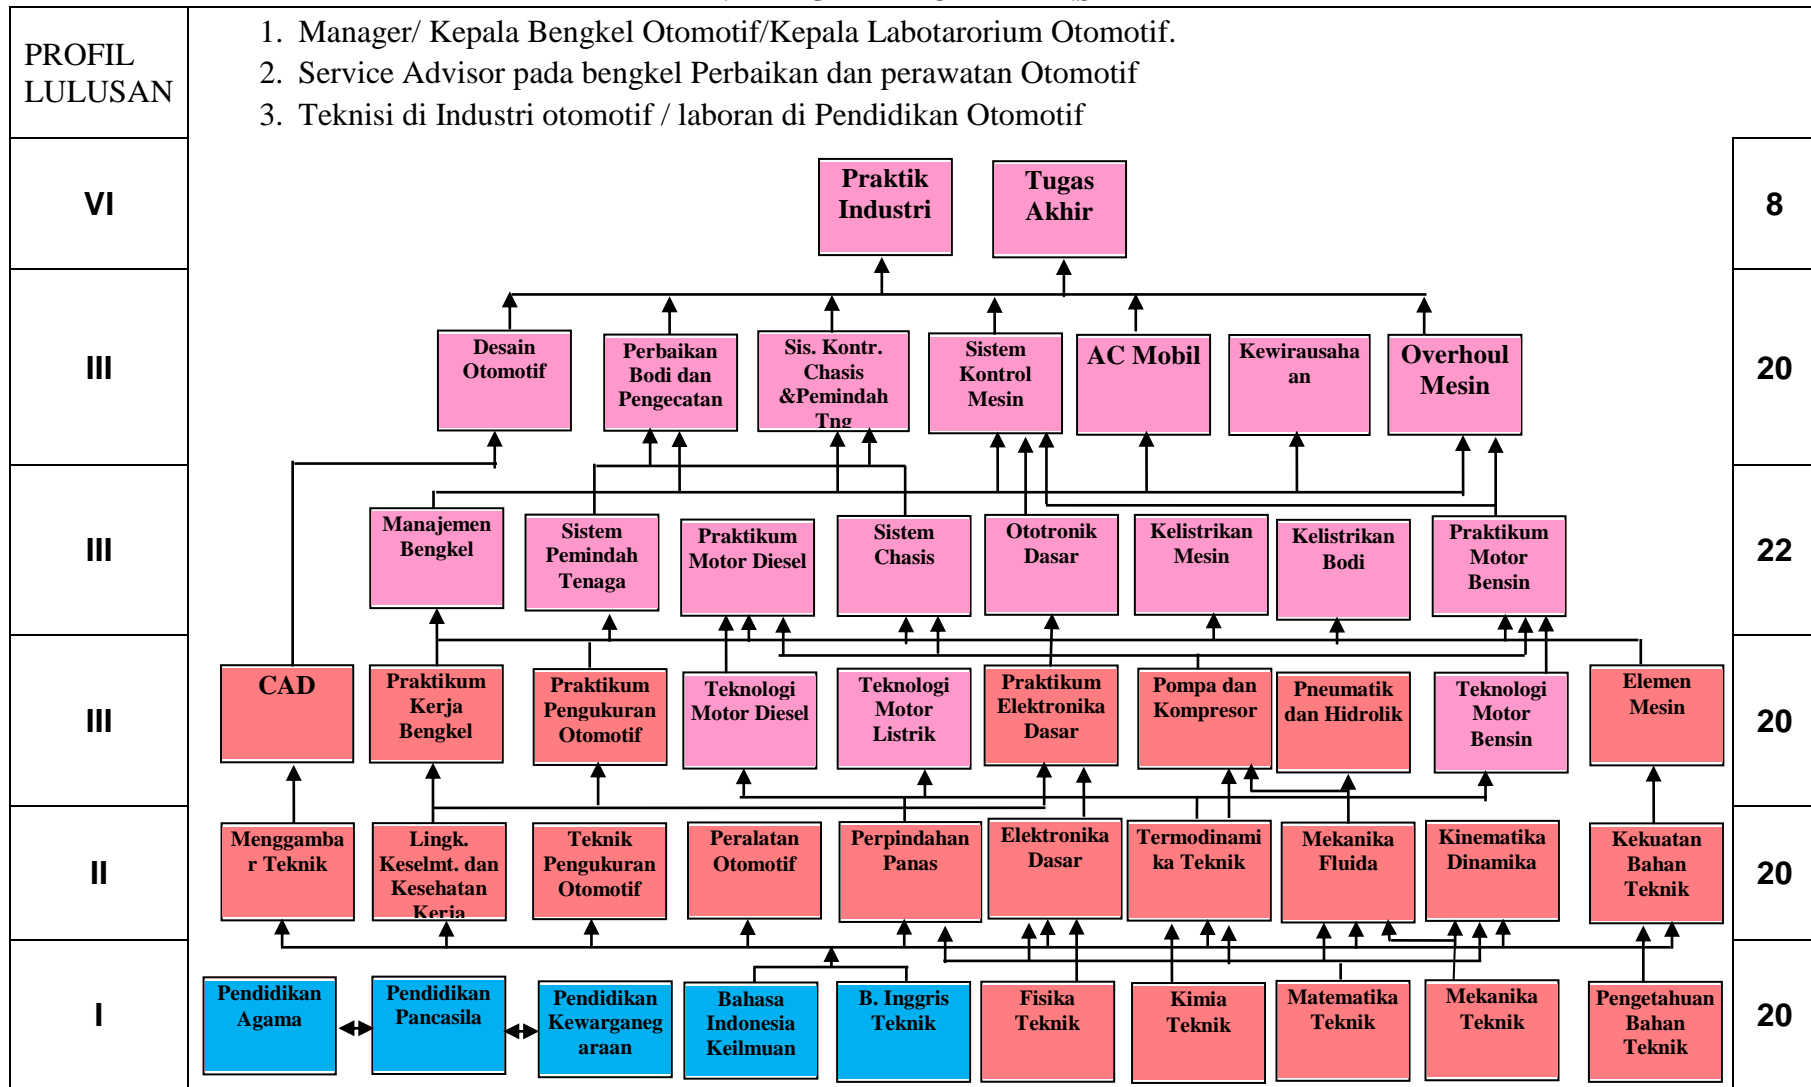 PROFIL
LULUSAN
1. Manager/ Kepala Bengkel Otomotif/Kepala Labotarorium Otomotif.
2. Service Advisor pada bengkel Perbaikan dan perawatan Otomotif
3. Teknisi di Industri otomotif / laboran di Pendidikan Otomotif
VI
Praktik
Industri
Tugas
Akhir
8
III
Desain
Otomotif
Perbaikan
Bodi dan
Pengecatan
Sis. Kontr.
Chasis
&Pemindah
Tng
Sistem
Kontrol
Mesin
AC Mobil
Kewirausaha
an
Overhoul
Mesin
20
III
Manajemen
Bengkel
Sistem
Pemindah
Tenaga
Praktikum
Motor Diesel
Sistem
Chasis
Ototronik
Dasar
Kelistrikan
Mesin
Kelistrikan
Bodi
Praktikum
Motor
Bensin
22
III
CAD
Praktikum
Kerja
Bengkel
Praktikum
Pengukuran
Otomotif
Teknologi
Motor Diesel
Teknologi
Motor
Listrik
Praktikum
Elektronika
Dasar
Pompa dan
Kompresor
Pneumatik
dan Hidrolik
Teknologi
Motor
Bensin
Elemen
Mesin
20
II
Menggamba
r Teknik
Lingk.
Keselmt. dan
Kesehatan
Kerja
Teknik
Pengukuran
Otomotif
Peralatan
Otomotif
Perpindahan
Panas
Elektronika
Dasar
Termodinami
ka Teknik
Mekanika
Fluida
Kinematika
Dinamika
Kekuatan
Bahan
Teknik
20
I
Pendidikan
Agama
Pendidikan
Pancasila
Pendidikan
Kewarganeg
araan
Bahasa
Indonesia
Keilmuan
B. Inggris
Teknik
Fisika
Teknik
Kimia
Teknik
Matematika
Teknik
Mekanika
Teknik
Pengetahuan
Bahan
Teknik
20